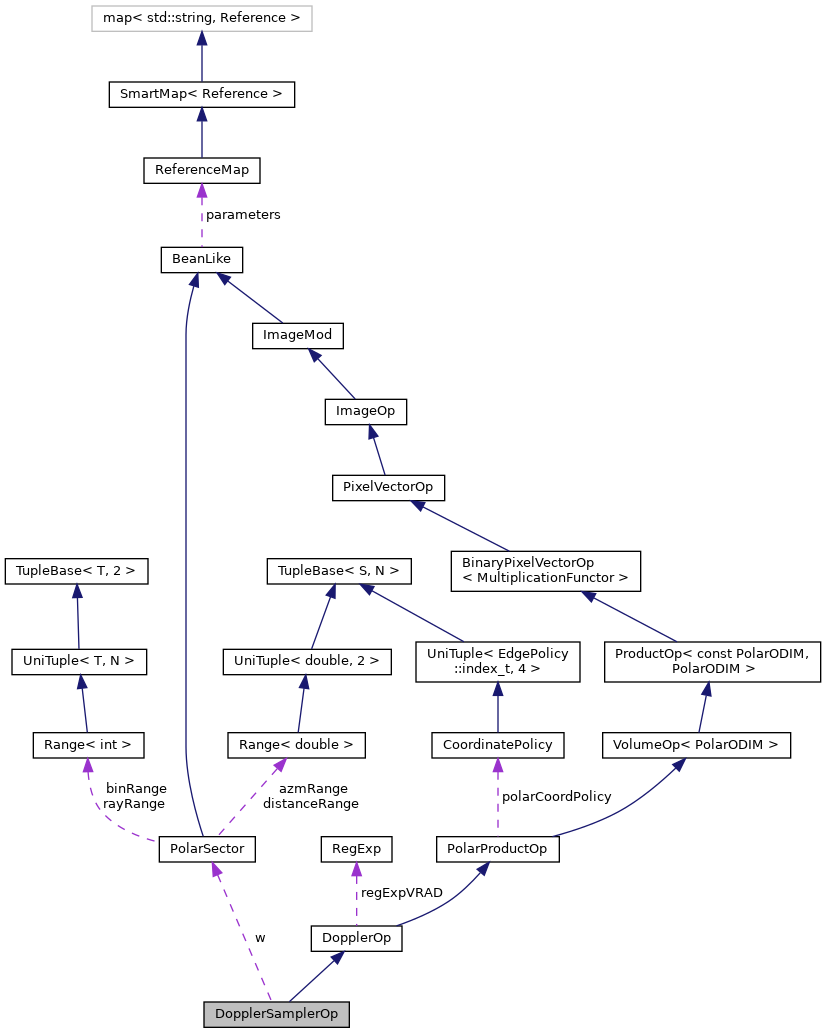 map< std::string, Reference >
SmartMap< Reference >
ReferenceMap
parameters
BeanLike
ImageMod
ImageOp
PixelVectorOp
BinaryPixelVectorOp
< MultiplicationFunctor >
TupleBase< T, 2 >
TupleBase< S, N >
UniTuple< T, N >
UniTuple< double, 2 >
UniTuple< EdgePolicy
::index_t, 4 >
ProductOp< const PolarODIM,
PolarODIM >
Range< int >
Range< double >
CoordinatePolicy
VolumeOp< PolarODIM >
binRange
rayRange
azmRange
distanceRange
polarCoordPolicy
PolarSector
RegExp
PolarProductOp
regExpVRAD
w
DopplerOp
DopplerSamplerOp